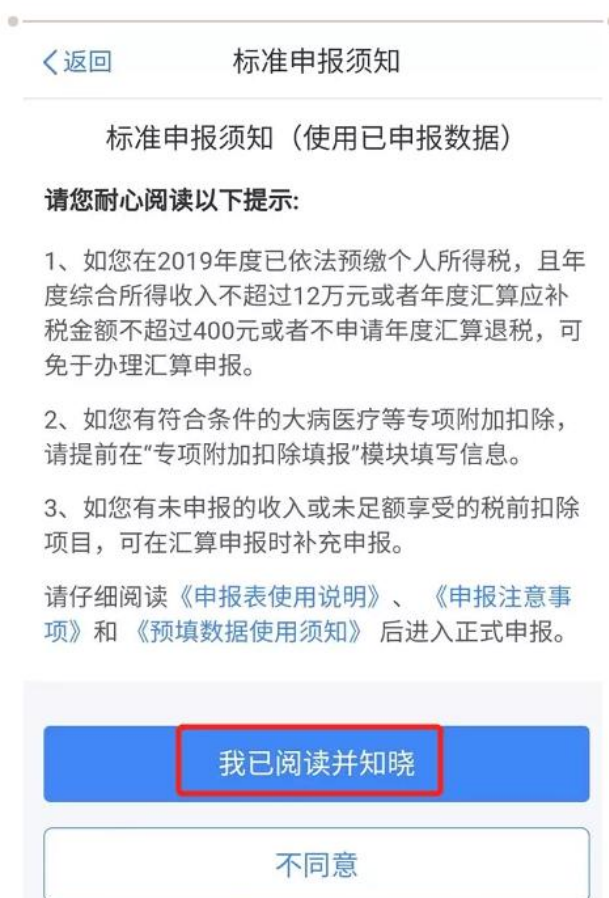 返回
标准申报须知
标准申报须知（使用已申报数据）
请您耐心阅读以下提示:
1、如您在2019年度已依法预缴个人所得税，且年
度综合所得收入不超过12万元或者年度汇算应补
税金额不超过400元或者不申请年度汇算退税，可
免于办理汇算申报。
2、如您有符合条件的大病医疗等专项附加扣除，
请提前在“专项附加扣除填报”模块填写信息。
3、如您有未申报的收入或未足额享受的税前扣除
项目，可在汇算申报时补充申报。
请仔细阅读《申报表使用说明》、《申报注意事
项》和《预填数据使用须知》后进入正式申报。
我已阅读并知晓
不同意